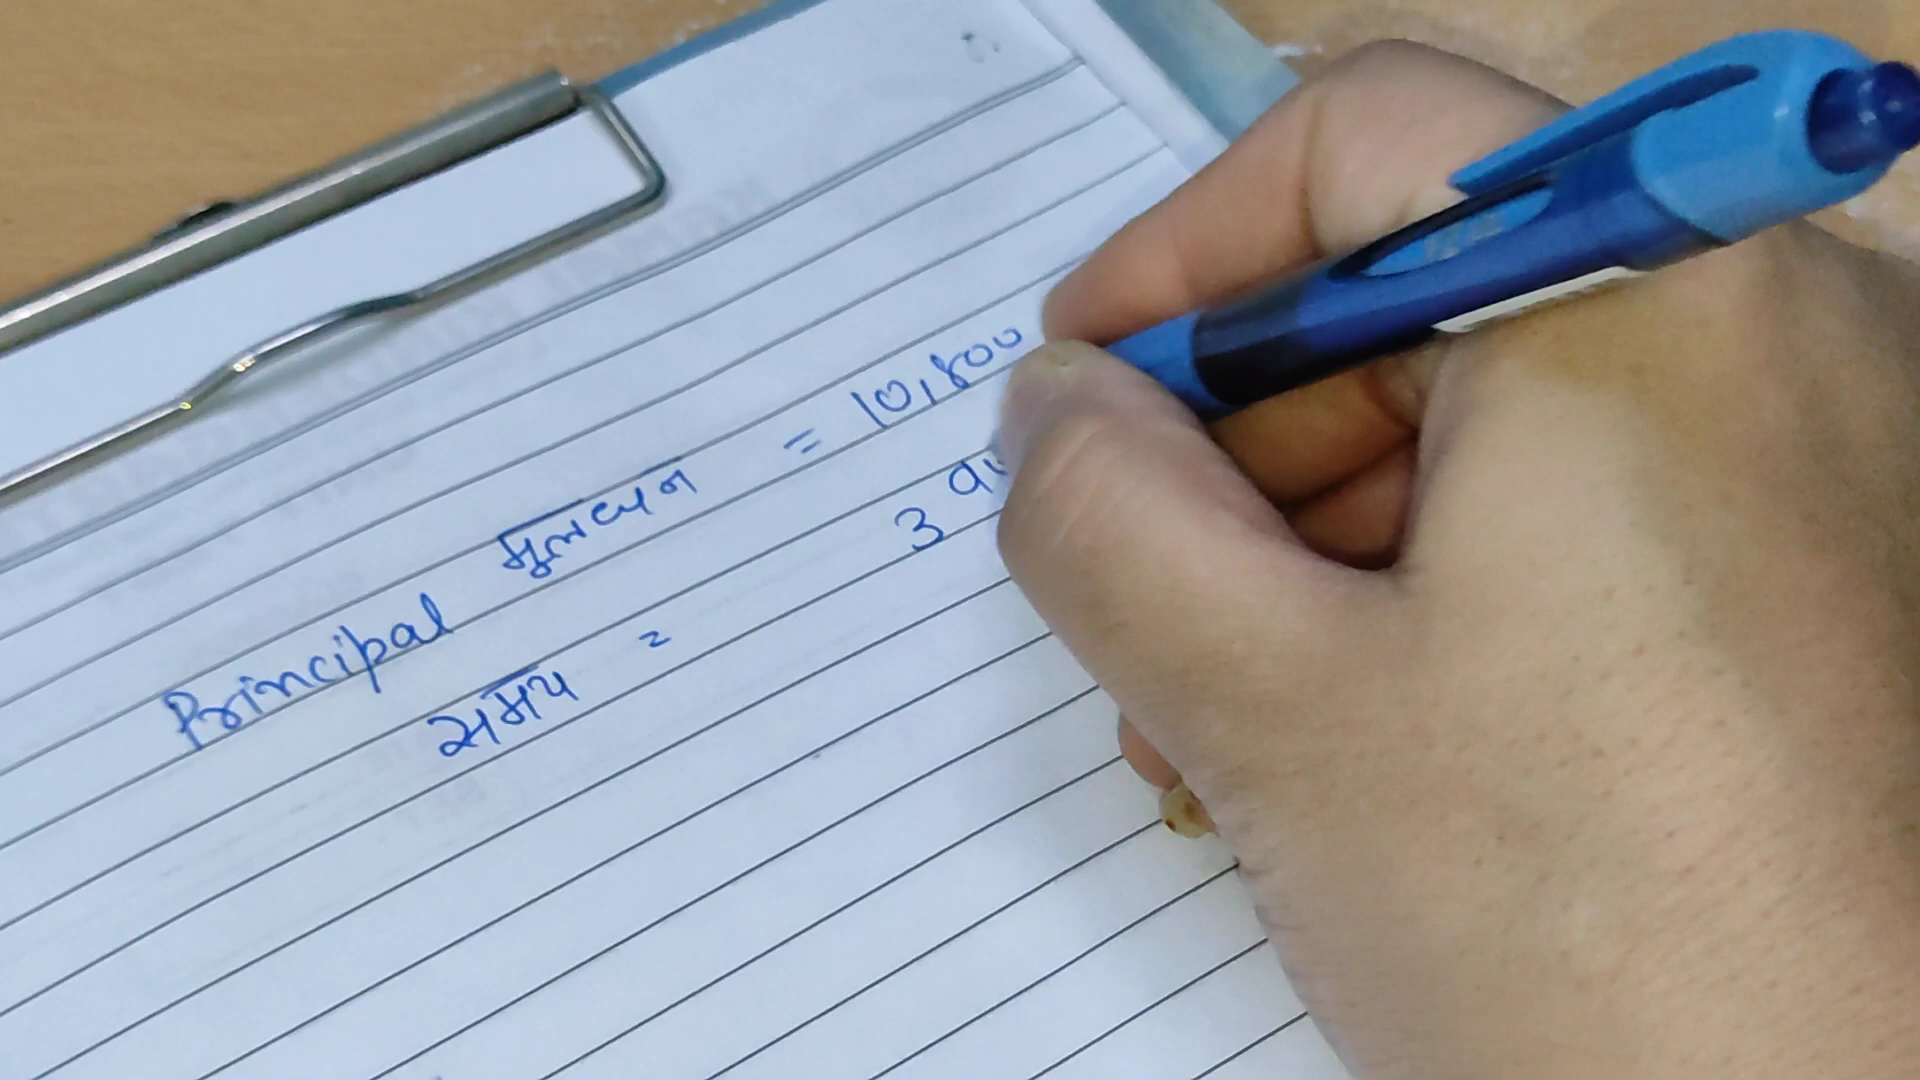 Principal मूलधन = 10,800
समय = 3